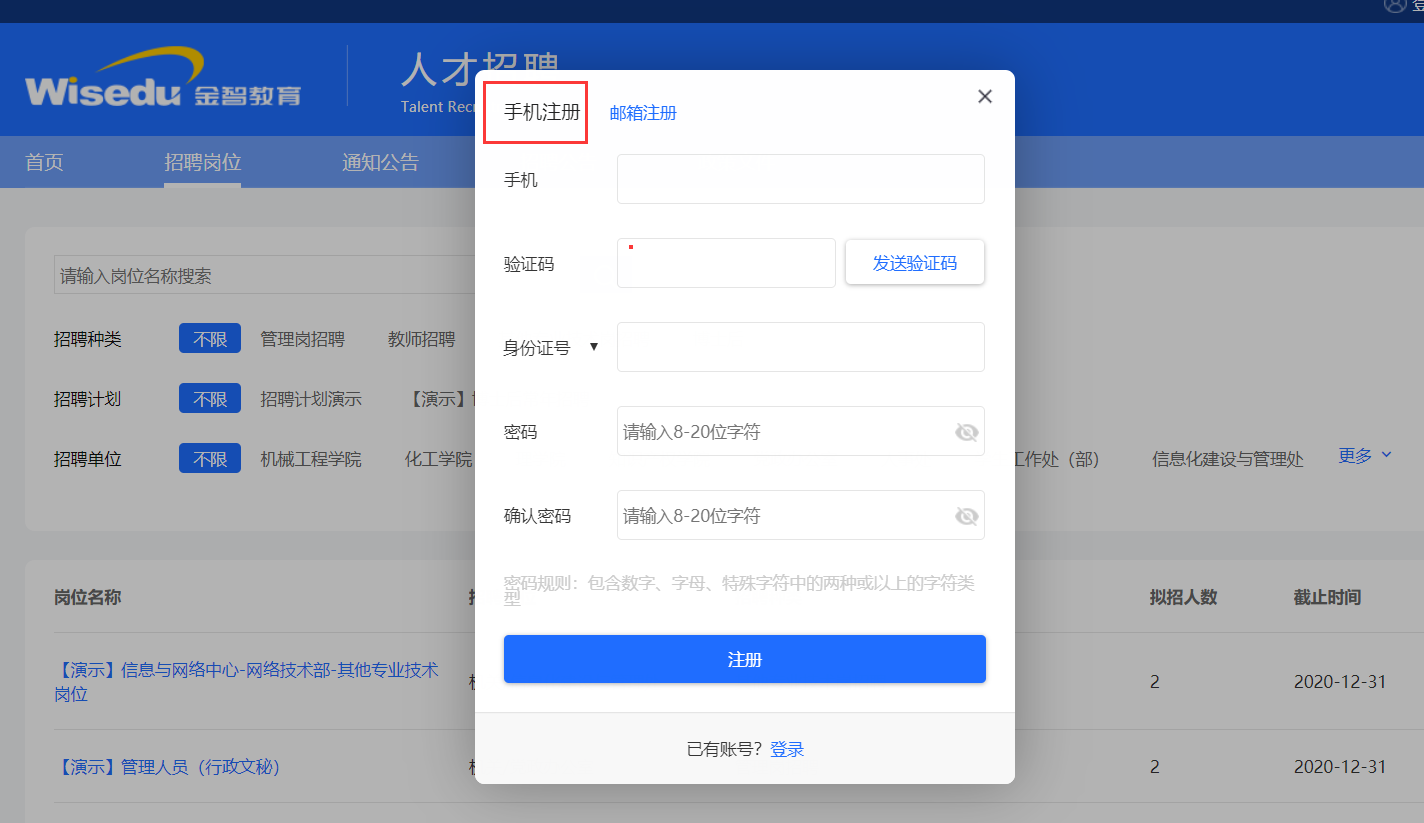 登
Wisedu 金智教育
人才招聘
Talent Recr
首页 招聘岗位 通知公告
手机注册 邮箱注册
手机
验证码 发送验证码
身份证号
密码 请输入8-20位字符
确认密码 请输入8-20位字符
密码规则：包含数字、字母、特殊字符中的两种或以上的字符类
型
注册
已有账号? 登录
请输入岗位名称搜索
招聘种类 不限 管理岗招聘 教师招聘
招聘计划 不限 招聘计划演示 【演示】
招聘单位 不限 机械工程学院 化工学院 工作处（部） 信息化建设与管理处 更多
岗位名称 拟招人数 截止时间
【演示】信息与网络中心-网络技术部-其他专业技术
岗位 2 2020-12-31
【演示】管理人员（行政文秘） 2 2020-12-31